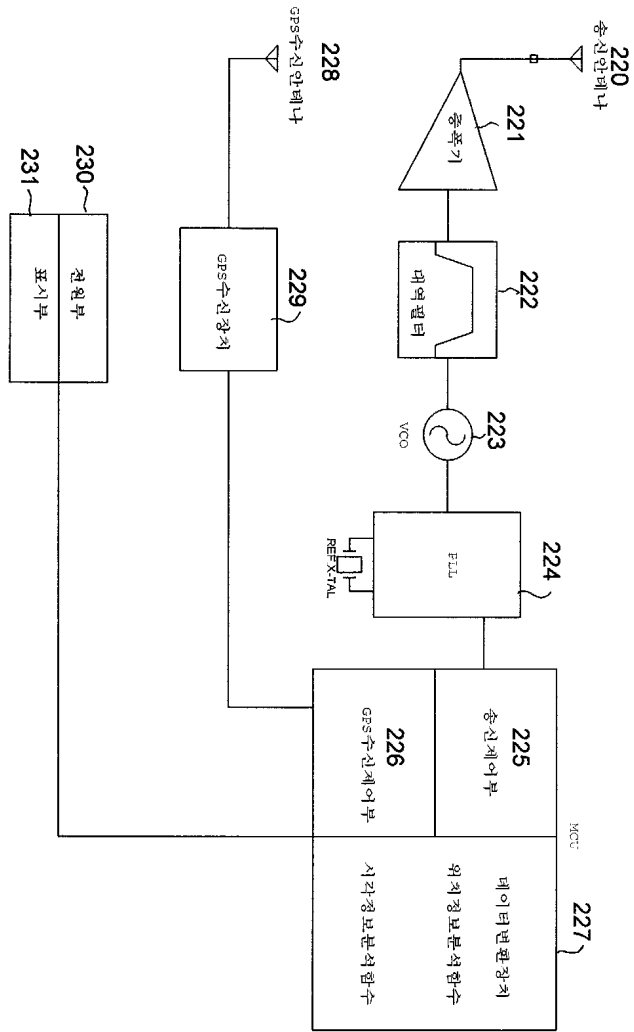 220
송신안테나
221
증폭기
222
대역필터
223
VCO
224
PLL
REF X-TAL
MCU
225
송신제어부
226
GPS수신제어부
227
데이터변환장치
위치정보분석함수
시각정보분석함수
228
GPS수신안테나
229
GPS수신장치
230
전원부
231
표시부